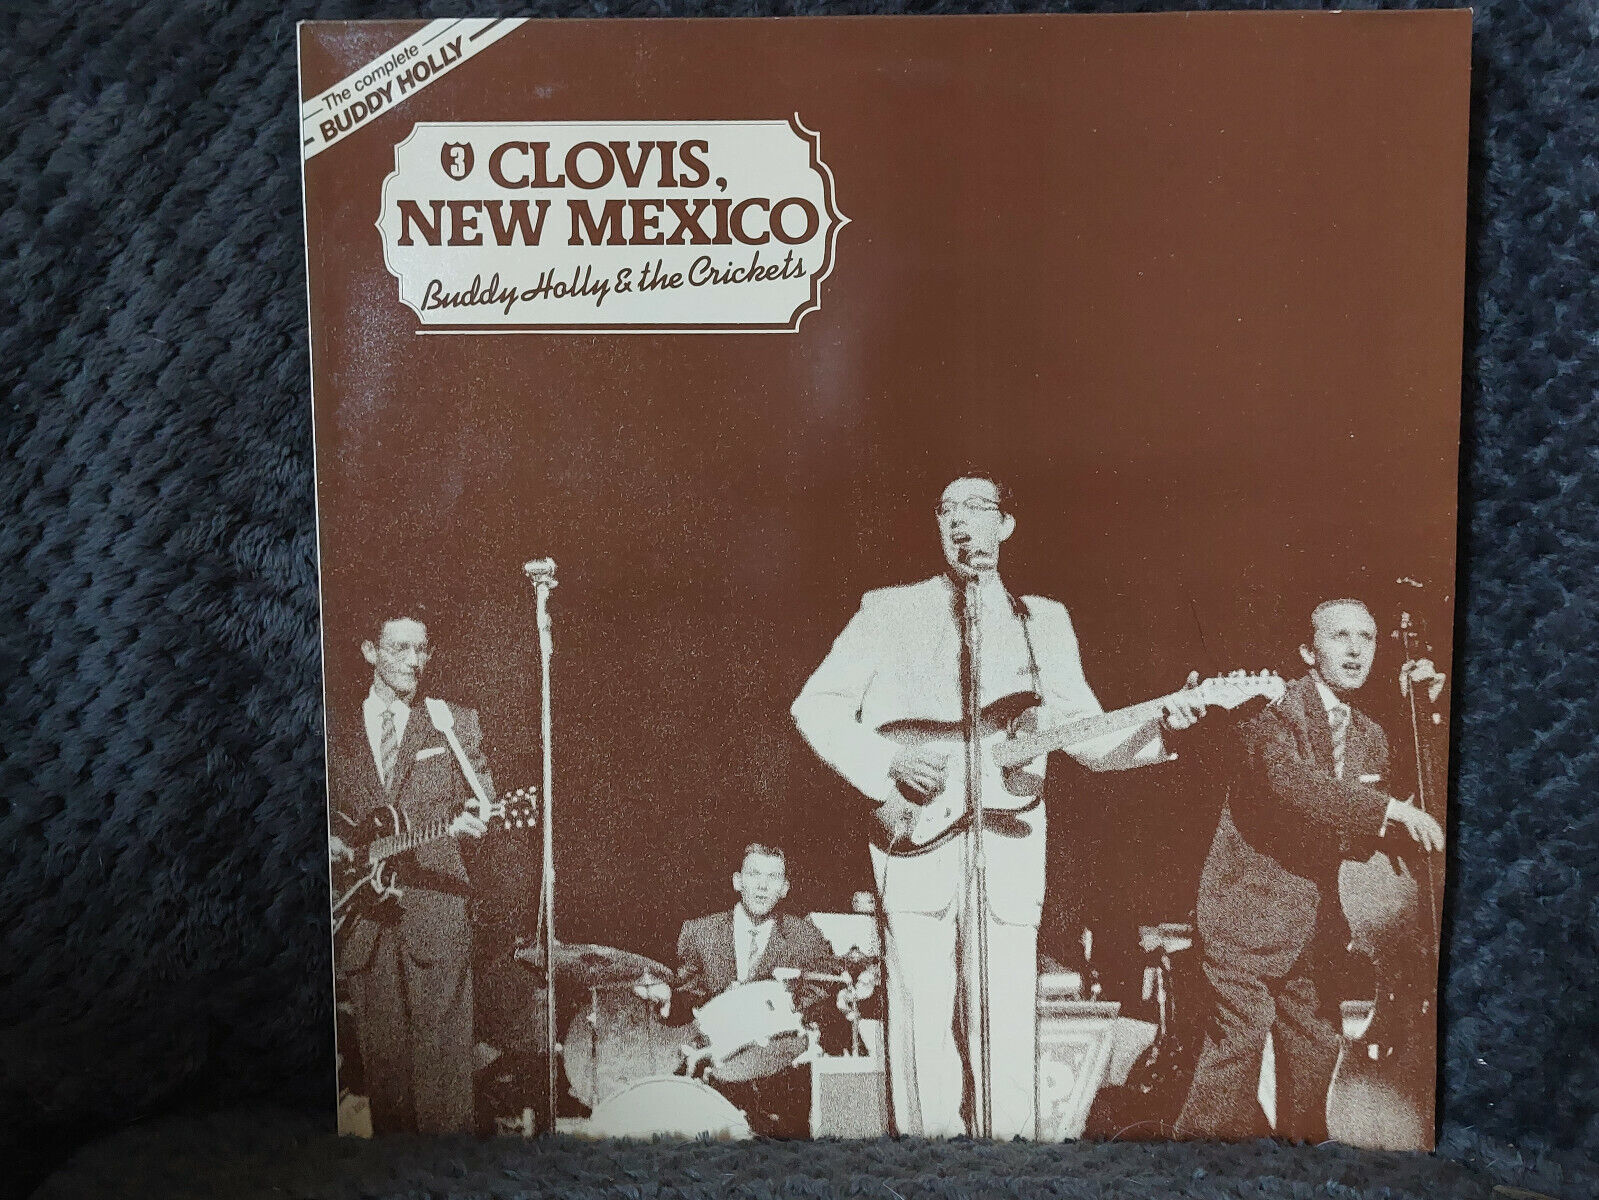 The complete
BUDDY HOLLY
3 CLOVIS,
NEW MEXICO
Buddy Holly & the Crickets